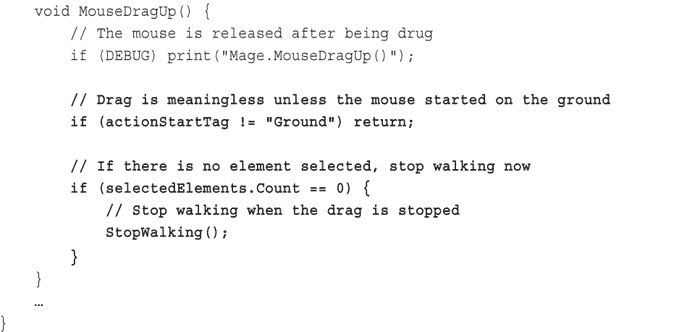 void MouseDragUp() {
// The mouse is released after being drug
if (DEBUG) print("Mage.MouseDragUp()");
// Drag is meaningless unless the mouse started on the ground
if (actionStartTag != "Ground") return;
// If there is no element selected, stop walking now
if (selectedElements.Count == 0) {
// Stop walking when the drag is stopped
StopWalking();
}
}
…
}